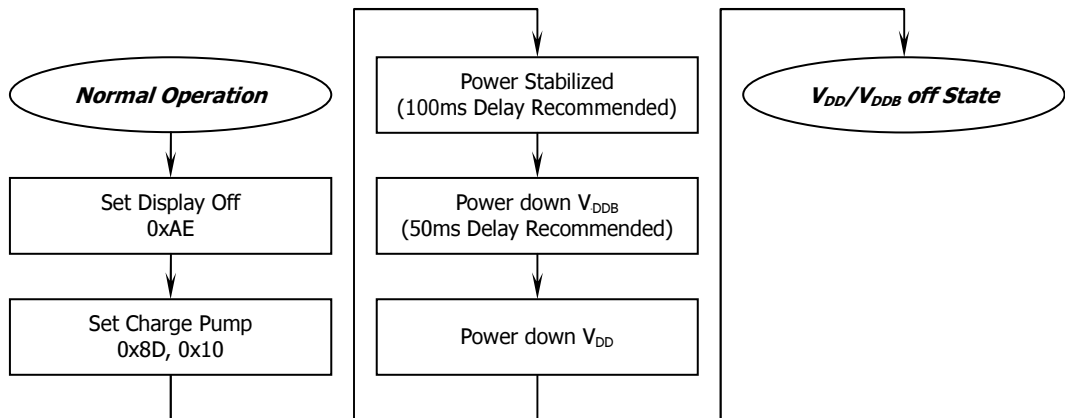 Normal Operation
Set Display Off
0xAE
Set Charge Pump
0x8D, 0x10
Power Stabilized
(100ms Delay Recommended)
Power down VDDB
(50ms Delay Recommended)
Power down VDD
VDD/VDDB off State